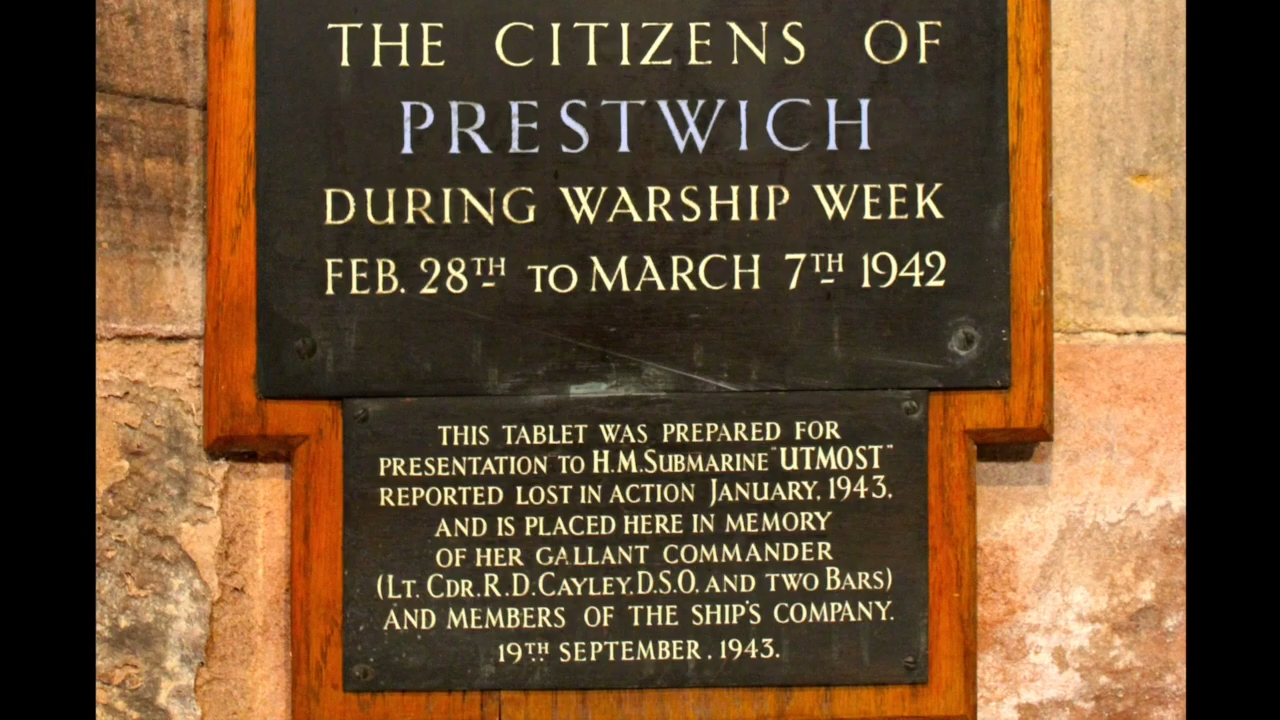 THE CITIZENS OF
PRESTWICH
DURING WARSHIP WEEK
FEB. 28TH TO MARCH 7TH 1942
THIS TABLET WAS PREPARED FOR
PRESENTATION TO H.M.SUBMARINE "UTMOST"
REPORTED LOST IN ACTION JANUARY, 1943,
AND IS PLACED HERE IN MEMORY
OF HER GALLANT COMMANDER
(LT. CDR. R.D. CAYLEY, D.S.O. AND TWO BARS)
AND MEMBERS OF THE SHIP'S COMPANY.
19TH SEPTEMBER, 1943.